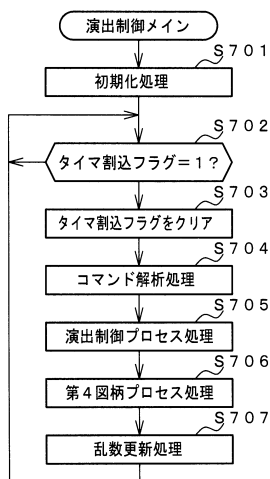 演出制御メイン
S701
初期化処理
S702
タイマ割込フラグ=1?
S703
タイマ割込フラグをクリア
S704
コマンド解析処理
S705
演出制御プロセス処理
S706
第4図柄プロセス処理
S707
乱数更新処理